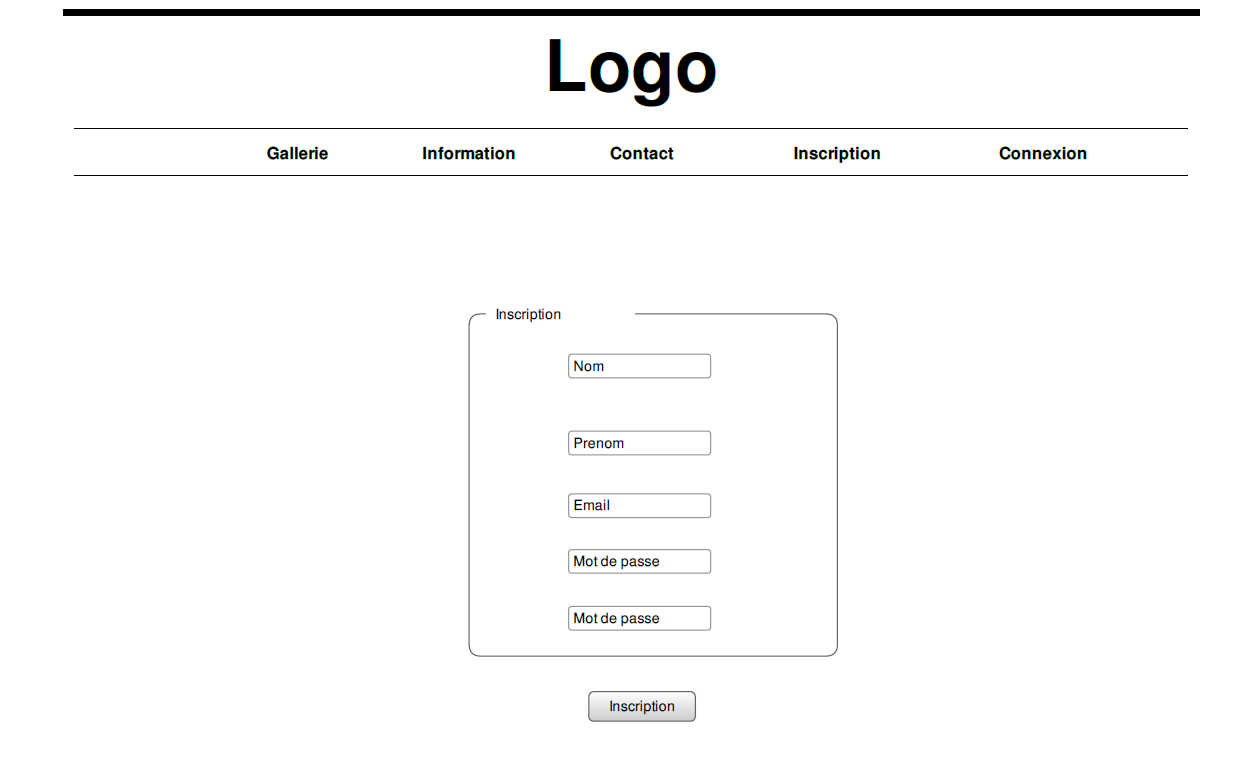 Logo
Gallerie Information Contact Inscription Connexion
Inscription
Nom
Prenom
Email
Mot de passe
Mot de passe
Inscription